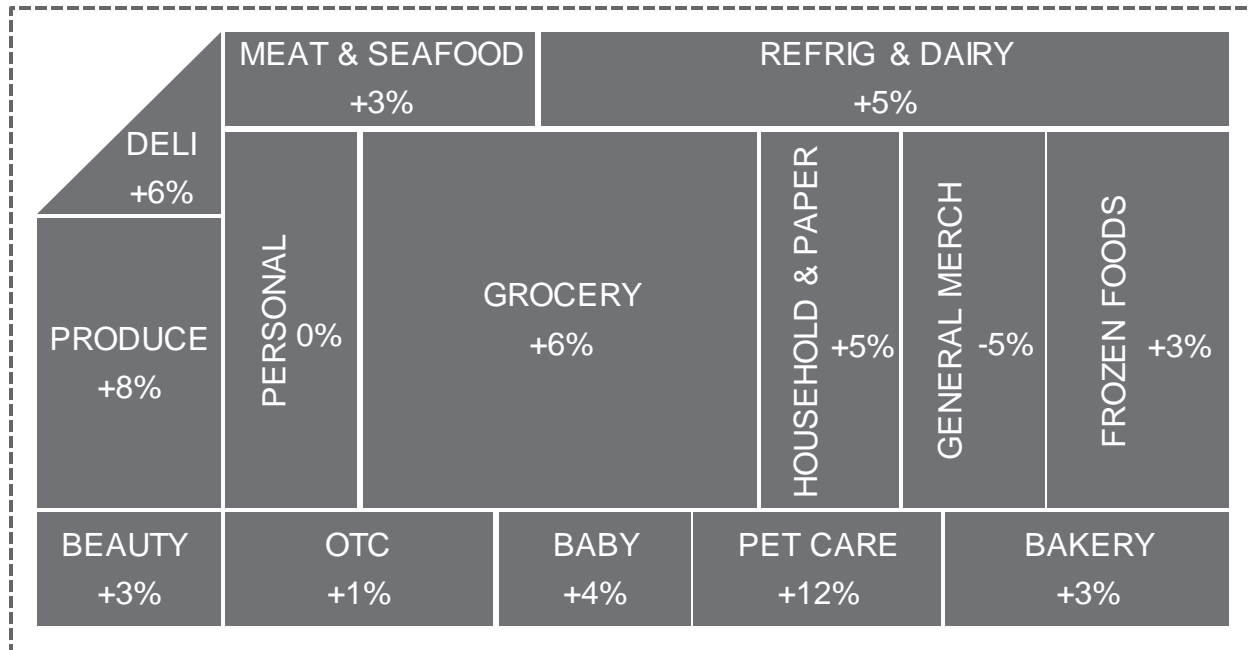 MEAT & SEAFOOD
+3%
REFRIG & DAIRY
+5%
DELI
+6%
PRODUCE
+8%
PERSONAL
0%
GROCERY
+6%
HOUSEHOLD & PAPER
+5%
GENERAL MERCH
-5%
FROZEN FOODS
+3%
BEAUTY
+3%
OTC
+1%
BABY
+4%
PET CARE
+12%
BAKERY
+3%